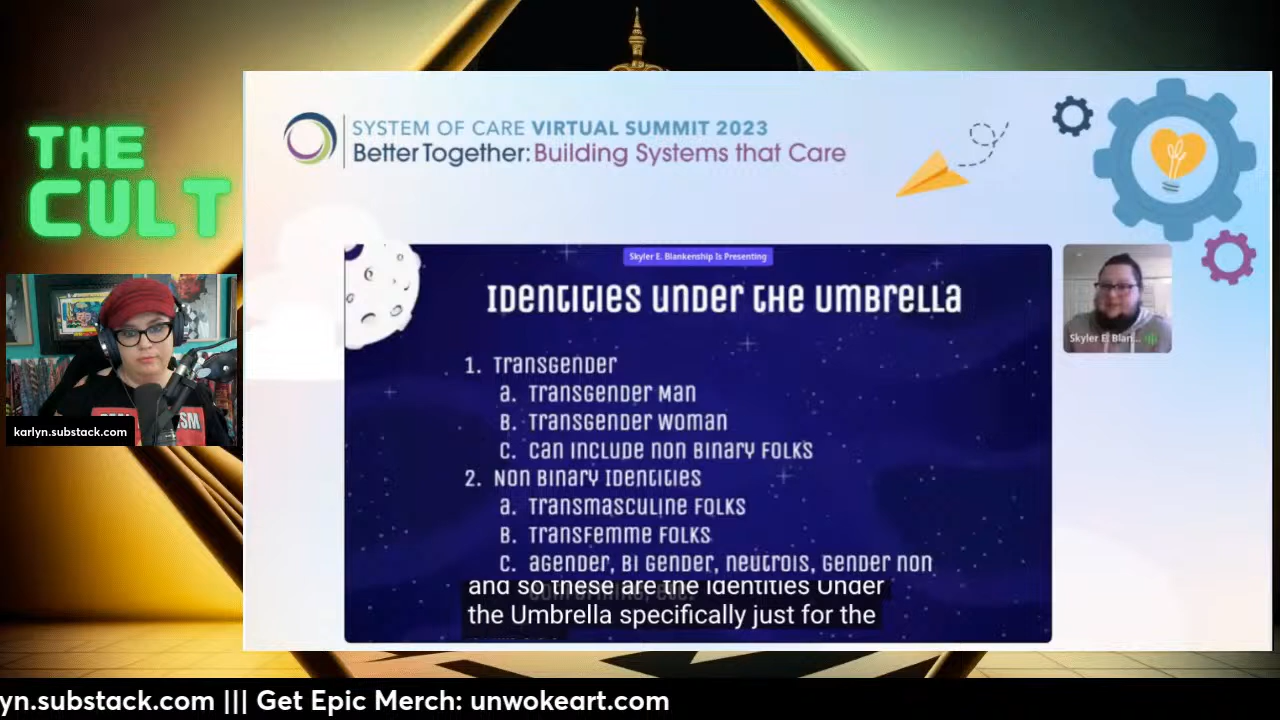 THE
CULT
karlyn.substack.com
SYSTEM OF CARE VIRTUAL SUMMIT 2023
Better Together: Building Systems that Care
Skyler E. Blankenship Is Presenting
Identities under the umbrella
1. Transgender
a. Transgender Man
B. Transgender Woman
C. Can include non binary folks
2. Non Binary Identities
a. Transmasculine folks
B. Transfemme folks
C. agender, Bi gender, neutrois, gender non
and so these are the identities Under
the Umbrella specifically just for the
Skyler E. Blan...
lyn.substack.com ||| Get Epic Merch: unwokeart.com